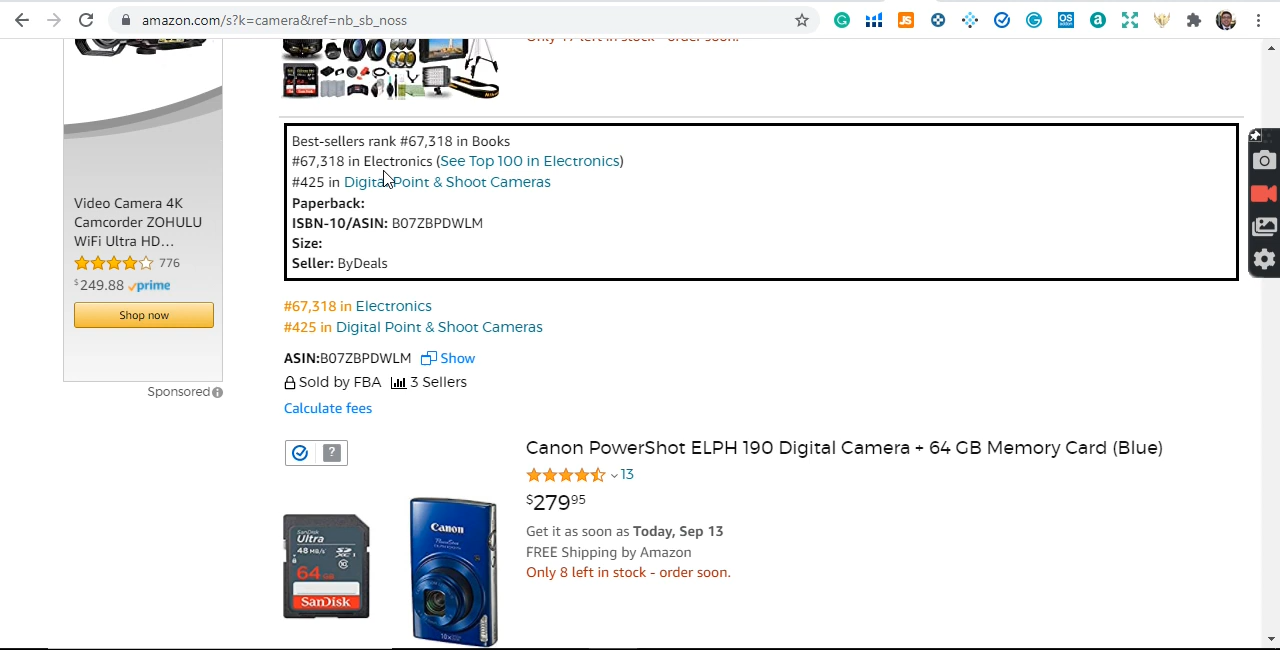 amazon.com/s?k=camera&ref=nb_sb_noss
Only 17 left in stock - order soon.
Best-sellers rank #67,318 in Books
#67,318 in Electronics (See Top 100 in Electronics)
#425 in Digital Point & Shoot Cameras
Paperback:
ISBN-10/ASIN: B07ZBPDWLM
Size:
Seller: ByDeals
Video Camera 4K
Camcorder ZOHULU
WiFi Ultra HD...
776
$249.88 prime
Shop now
Sponsored
#67,318 in Electronics
#425 in Digital Point & Shoot Cameras
ASIN:B07ZBPDWLM Show
Sold by FBA 3 Sellers
Calculate fees
?
Canon PowerShot ELPH 190 Digital Camera + 64 GB Memory Card (Blue)
13
$279 95
Get it as soon as Today, Sep 13
FREE Shipping by Amazon
Only 8 left in stock - order soon.
SanDisk
Ultra
48 MB/s
64 GB
SanDisk
Canon
JS
OS
a